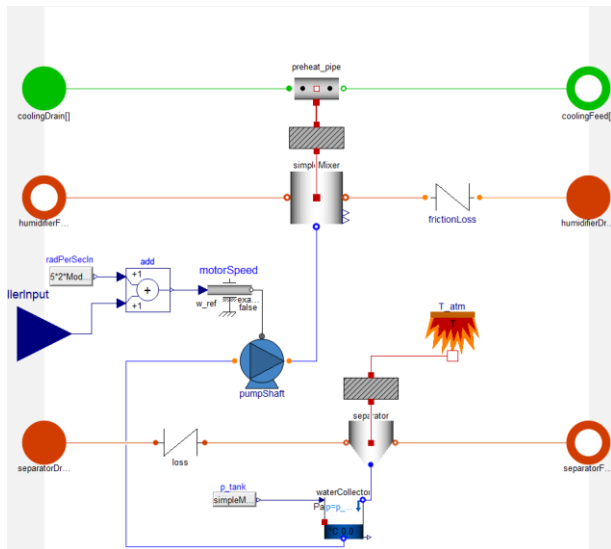 preheat_pipe
coolingDrain[]
coolingFeed[
simpleMixer
humidifierF...
frictionLoss
humidifierDr...
radPerSecIn
add
motorSpeed
5*2*Mod...
+1
+
+1
llerInput
w_ref
exa...
false
T_atm
T
pumpShaft
separator
separatorDr...
loss
separatorF...
p_tank
waterCollector
simpleM...
p=p_...